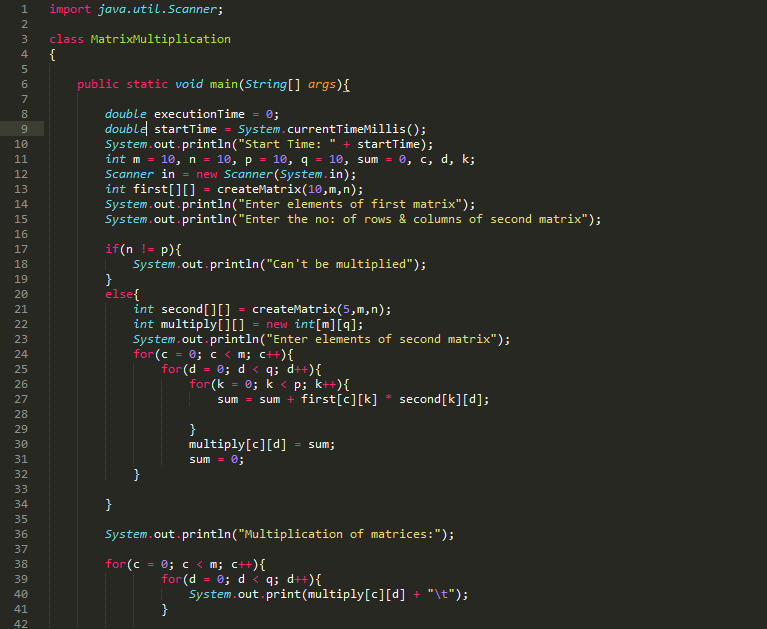 1 import java.util.Scanner;
2
3 class MatrixMultiplication
4 {
5
6 public static void main(String[] args){
7
8 double executionTime = 0;
9 double startTime = System.currentTimeMillis();
10 System.out.println("Start Time: " + startTime);
11 int m = 10, n = 10, p = 10, q = 10, sum = 0, c, d, k;
12 Scanner in = new Scanner(System.in);
13 int first[][] = createMatrix(10,m,n);
14 System.out.println("Enter elements of first matrix");
15 System.out.println("Enter the no: of rows & columns of second matrix");
16
17 if(n != p){
18 System.out.println("Can't be multiplied");
19 }
20 else{
21 int second[][] = createMatrix(5,m,n);
22 int multiply[][] = new int[m][q];
23 System.out.println("Enter elements of second matrix");
24 for(c = 0; c < m; c++){
25 for(d = 0; d < q; d++){
26 for(k = 0; k < p; k++){
27 sum = sum + first[c][k] * second[k][d];
28
29 }
30 multiply[c][d] = sum;
31 sum = 0;
32 }
33
34 }
35
36 System.out.println("Multiplication of matrices:");
37
38 for(c = 0; c < m; c++){
39 for(d = 0; d < q; d++){
40 System.out.print(multiply[c][d] + "\t");
41 }
42